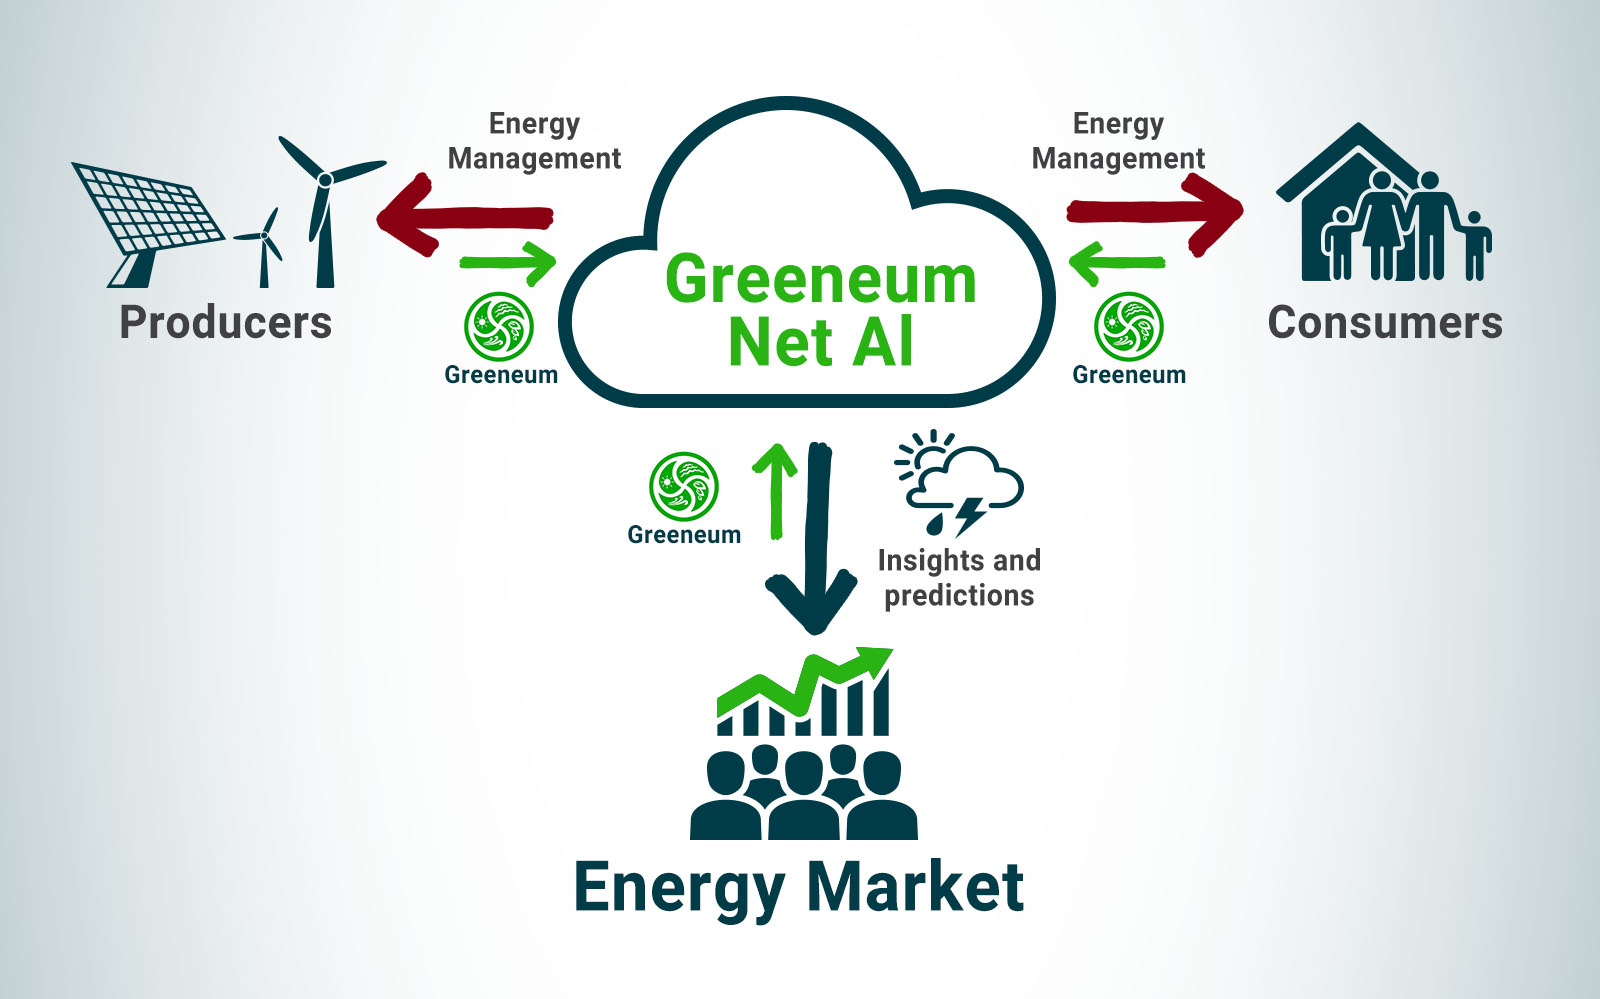 Energy
Management
Energy
Management
Greeneum
Net AI
Producers
Greeneum
Greeneum
Consumers
Greeneum
Insights and
predictions
Energy Market